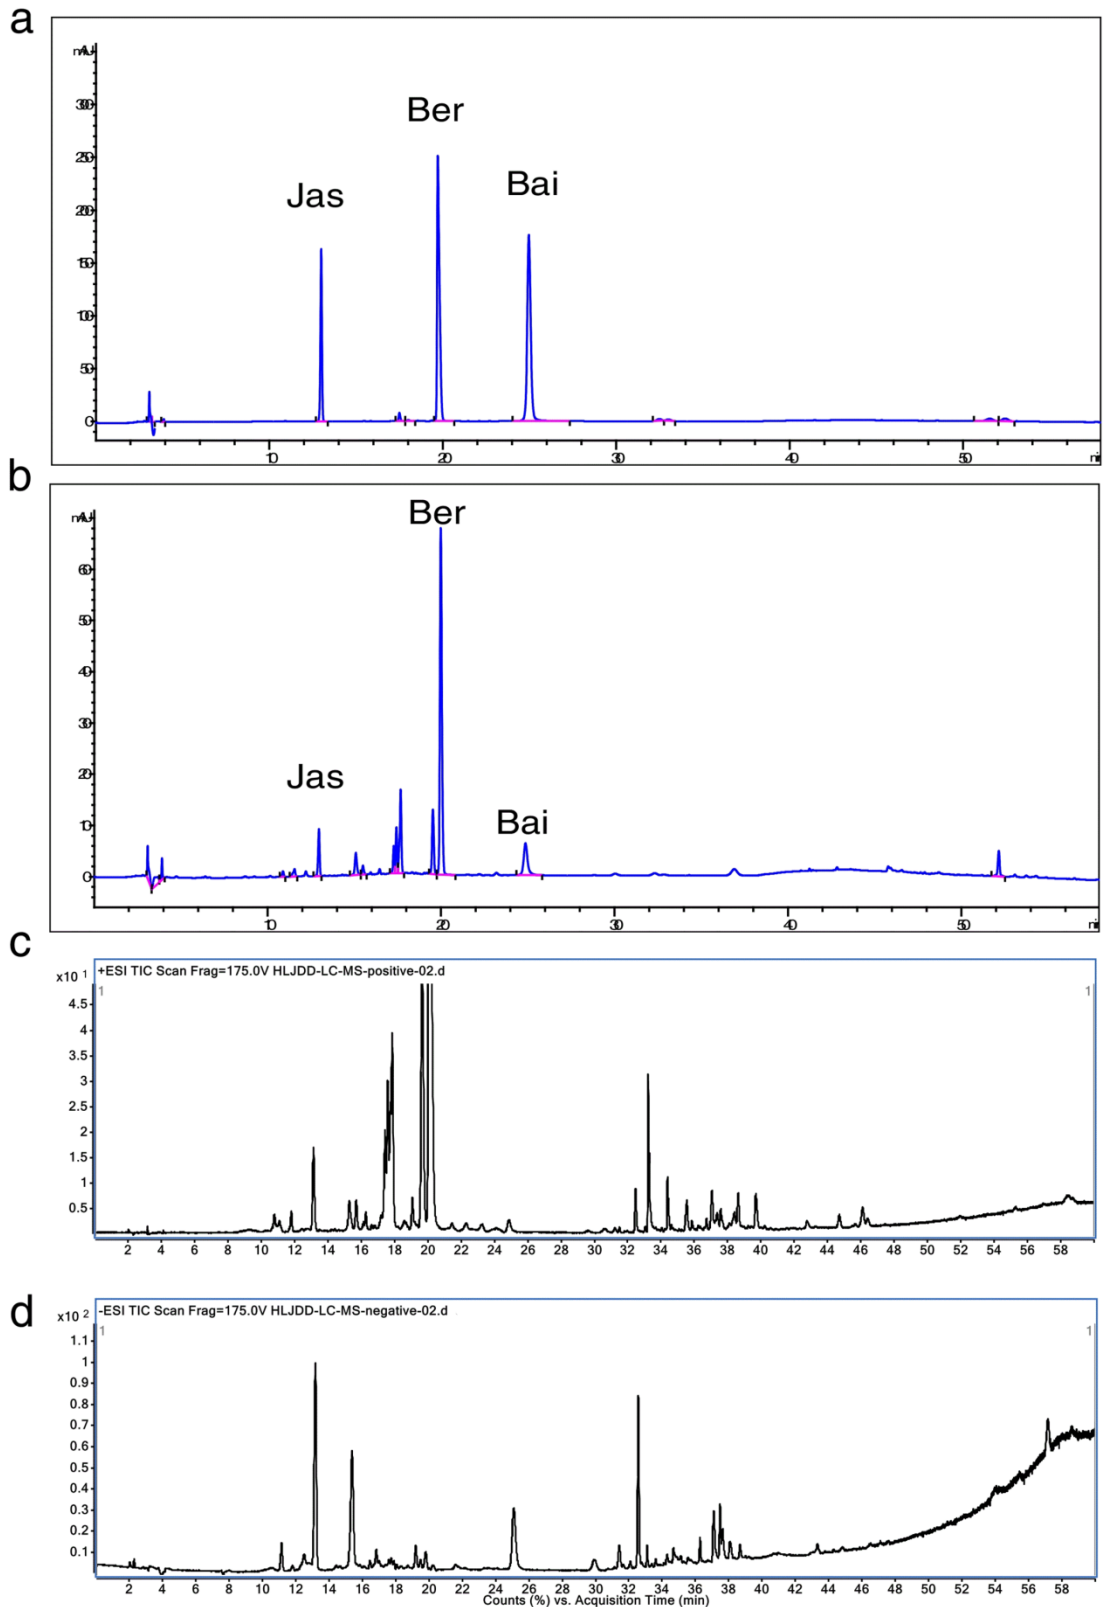 a
Ber
Bai
Jas
30
25
20
15
10
50
0
10
20
30
40
50
b
Ber
Jas
Bai
60
50
40
30
20
10
0
10
20
30
40
50
c
x10 1
+ESI TIC Scan Frag=175.0V HLJDD-LC-MS-positive-02.d
1 1
4.5
4
3.5
3
2.5
2
1.5
1
0.5
2 4 6 8 10 12 14 16 18 20 22 24 26 28 30 32 34 36 38 40 42 44 46 48 50 52 54 56 58
d
x10 2
-ESI TIC Scan Frag=175.0V HLJDD-LC-MS-negative-02.d
1 1
1.1
1
0.9
0.8
0.7
0.6
0.5
0.4
0.3
0.2
0.1
2 4 6 8 10 12 14 16 18 20 22 24 26 28 30 32 34 36 38 40 42 44 46 48 50 52 54 56 58
Counts (%) vs. Acquisition Time (min)